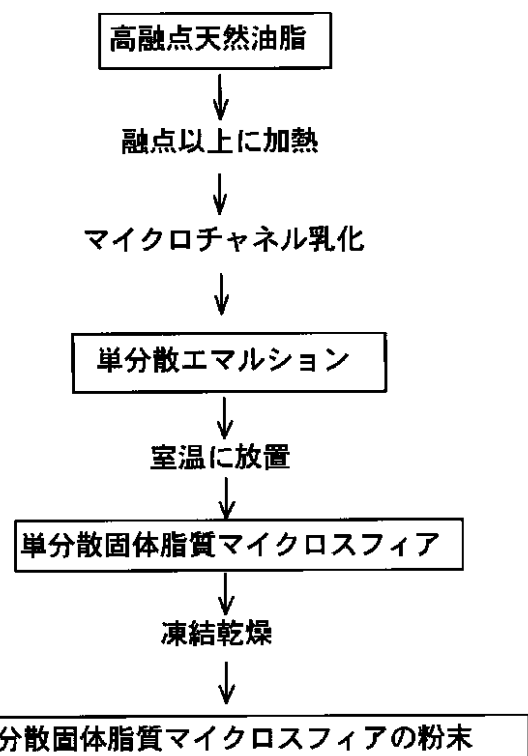 高融点天然油脂
融点以上に加熱
マイクロチャネル乳化
単分散エマルション
室温に放置
単分散固体脂質マイクロスフィア
凍結乾燥
分散固体脂質マイクロスフィアの粉末